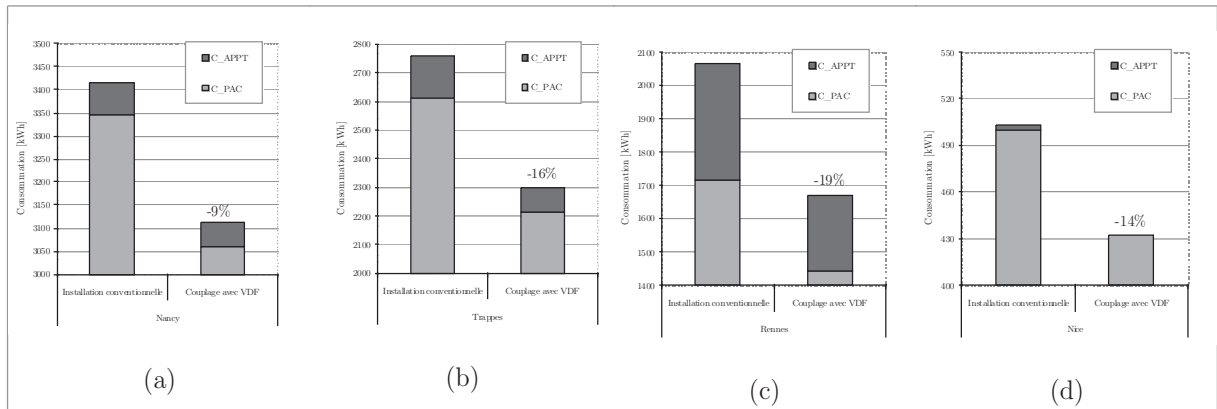 Consommation [kWh]
3500
3450
3400
3350
3300
3250
3200
3150
3100
3050
3000
C_APPT
C_PAC
-9%
Installation conventionnelle
Couplage avec VDF
Nancy
(a)
Consommation [kWh]
2800
2700
2600
2500
2400
2300
2200
2100
2000
C_APPT
C_PAC
-16%
Installation conventionnelle
Couplage avec VDF
Trappes
(b)
Consommation [kWh]
2100
2000
1900
1800
1700
1600
1500
1400
C_APPT
C_PAC
-19%
Installation conventionnelle
Couplage avec VDF
Rennes
(c)
Consommation [kWh]
550
520
490
460
430
400
C_APPT
C_PAC
-14%
Installation conventionnelle
Couplage avec VDF
Nice
(d)